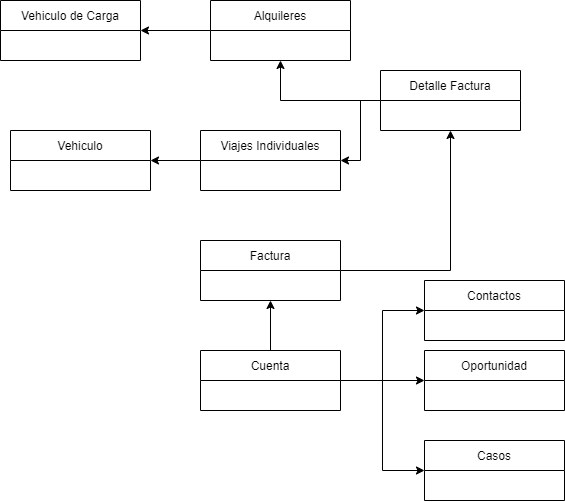 Vehiculo de Carga
Alquileres
Detalle Factura
Vehiculo
Viajes Individuales
Factura
Contactos
Cuenta
Oportunidad
Casos